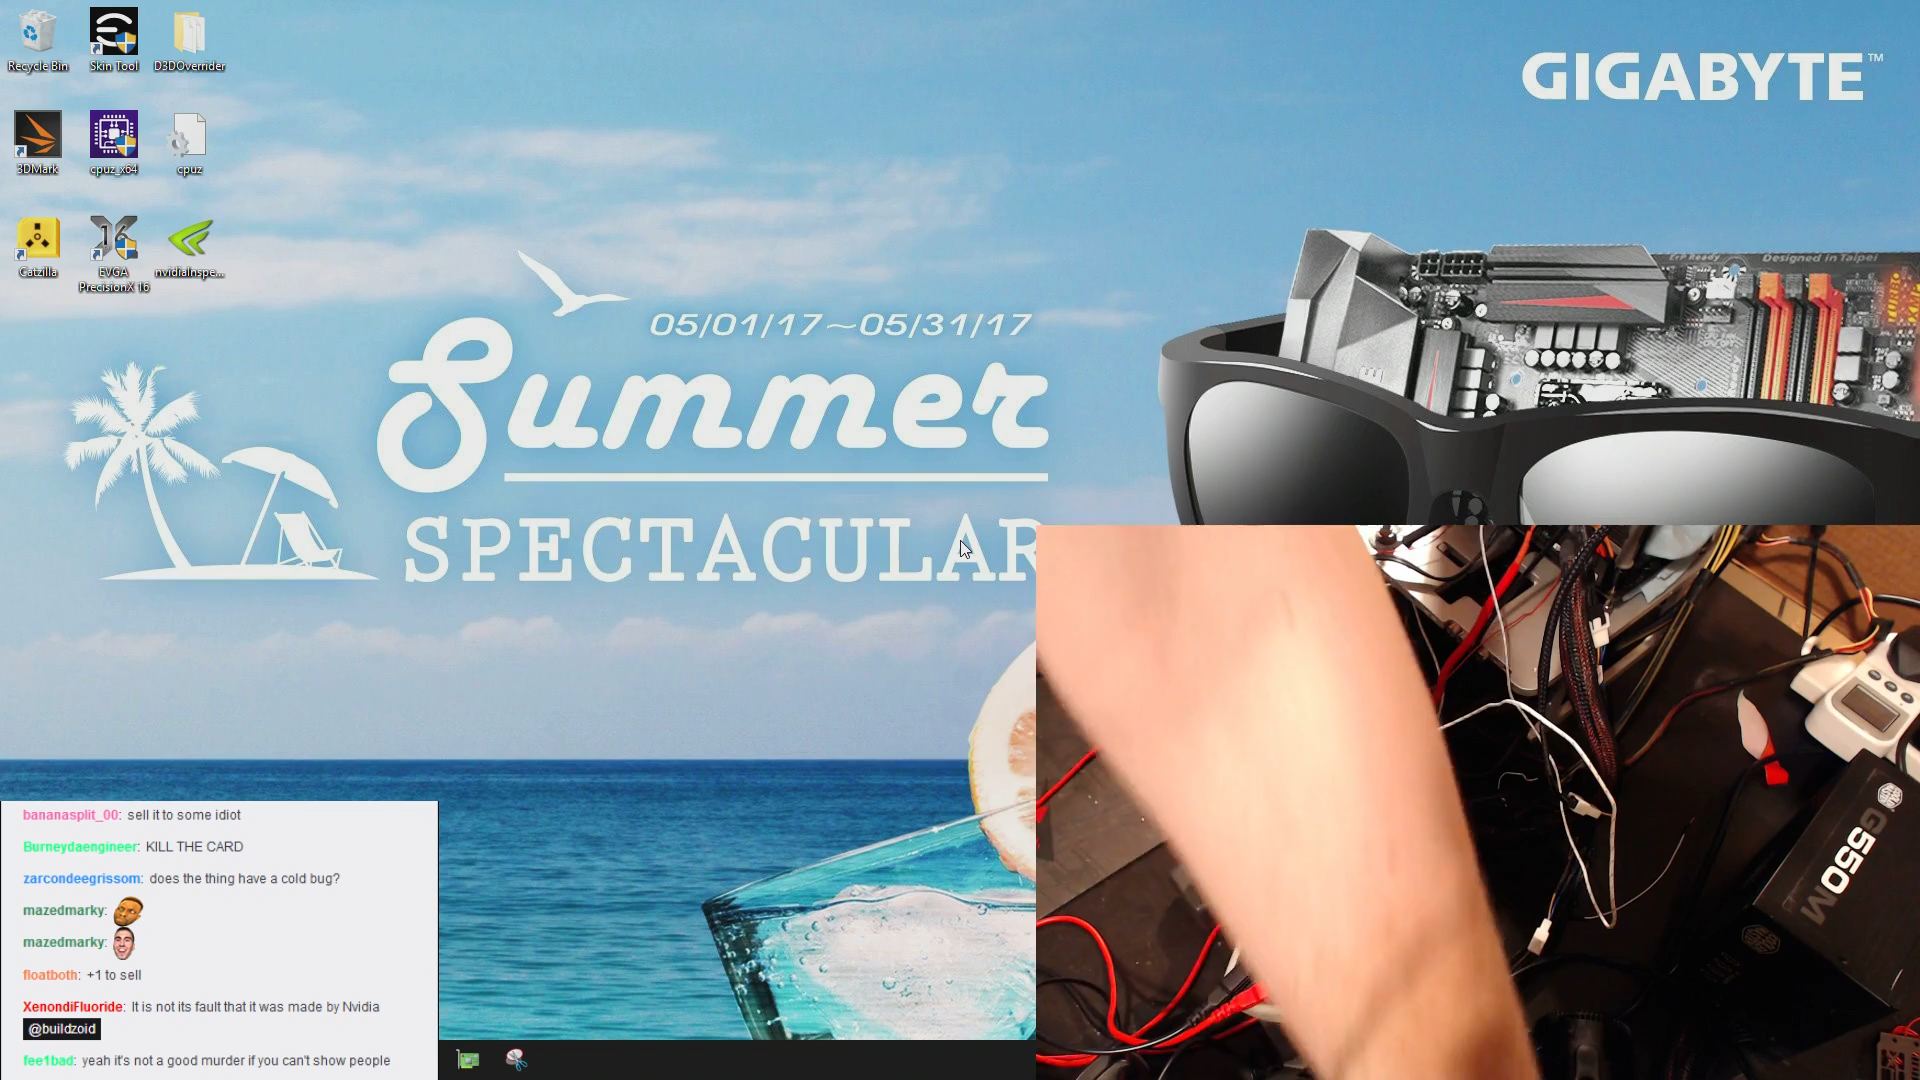 Recycle Bin
Skin Tool
D3DOverrider
3DMark
cpuz_x64
cpuz
Catzilla
EVGA
PrecisionX 16
nvidiaInspe...
GIGABYTE™
ErP Ready
Designed in Taipei
05/01/17~05/31/17
Summer
SPECTACULAR
G550M
bananasplit_00: sell it to some idiot
Burneydaengineer: KILL THE CARD
zarcondeegrissom: does the thing have a cold bug?
mazedmarky:
mazedmarky:
floatboth: +1 to sell
XenondiFluoride: It is not its fault that it was made by Nvidia
@buildzoid
fee1bad: yeah it's not a good murder if you can't show people